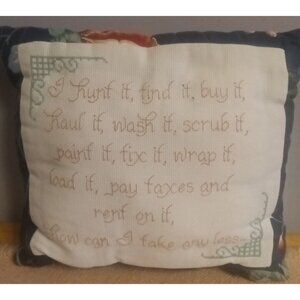 I hunt it, find it, buy it,
haul it, wash it, scrub it,
paint it, fix it, wrap it,
load it, pay taxes and
rent on it,
how can I take any less